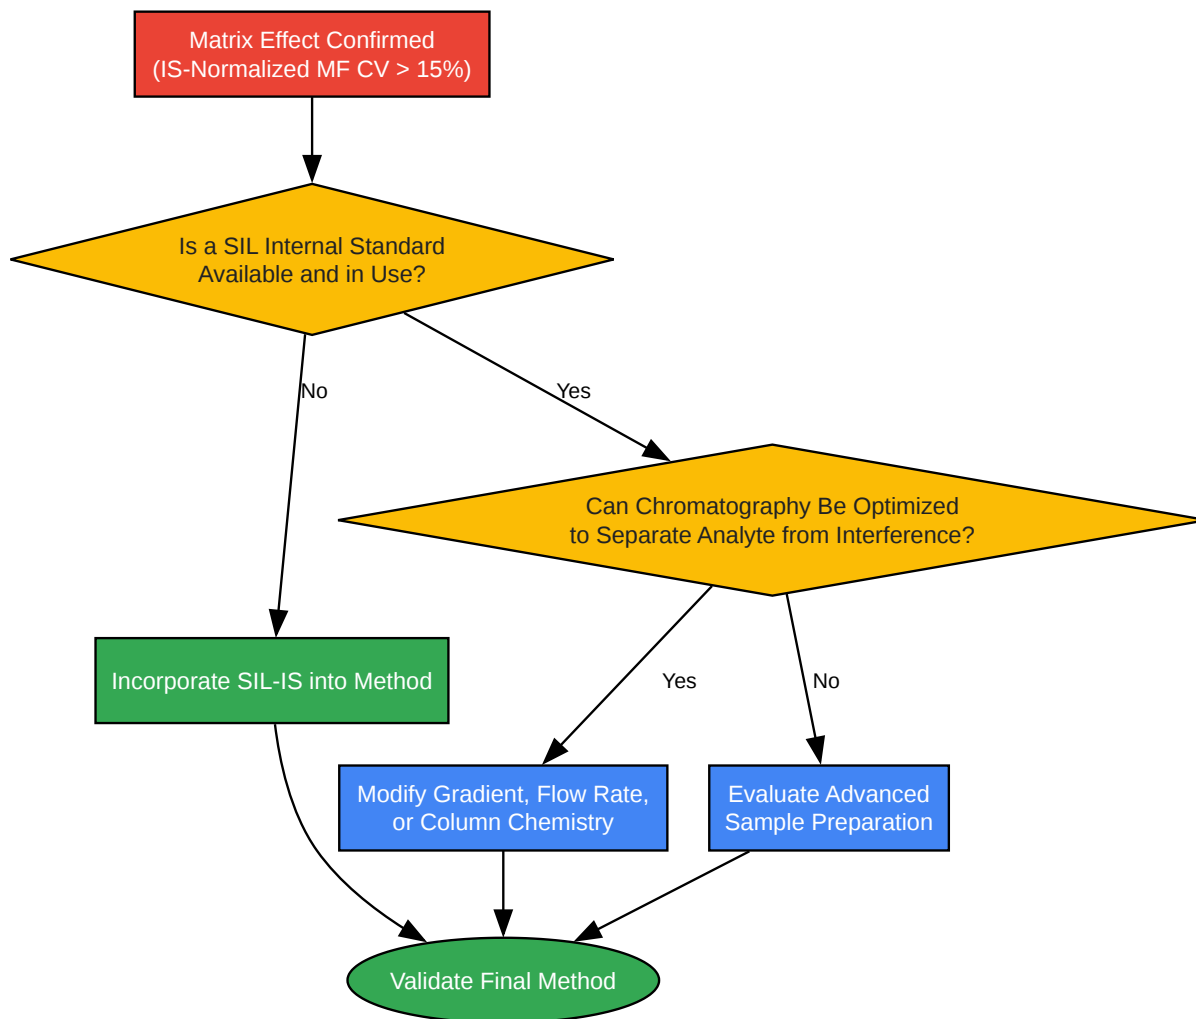 Matrix Effect Confirmed
(IS-Normalized MF CV > 15%)
Is a SIL Internal Standard
Available and in Use?
No
Yes
Can Chromatography Be Optimized
to Separate Analyte from Interference?
Incorporate SIL-IS into Method
Yes
No
Modify Gradient, Flow Rate,
or Column Chemistry
Evaluate Advanced
Sample Preparation
Validate Final Method